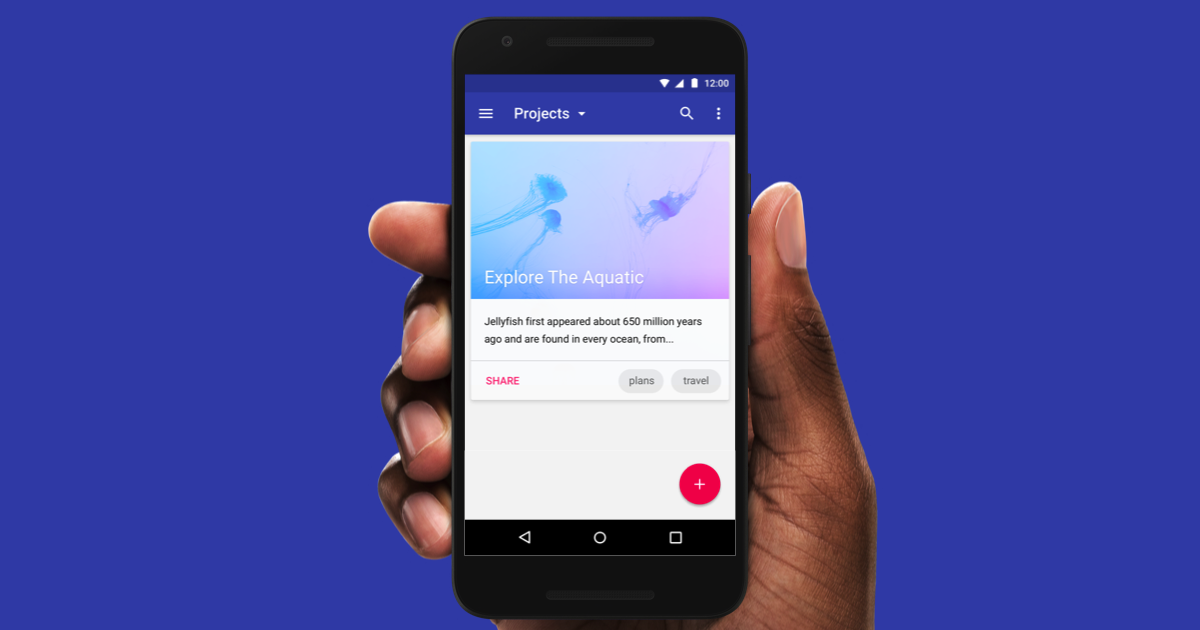 12:00
Projects
Explore The Aquatic
Jellyfish first appeared about 650 million years
ago and are found in every ocean, from...
SHARE
plans
travel